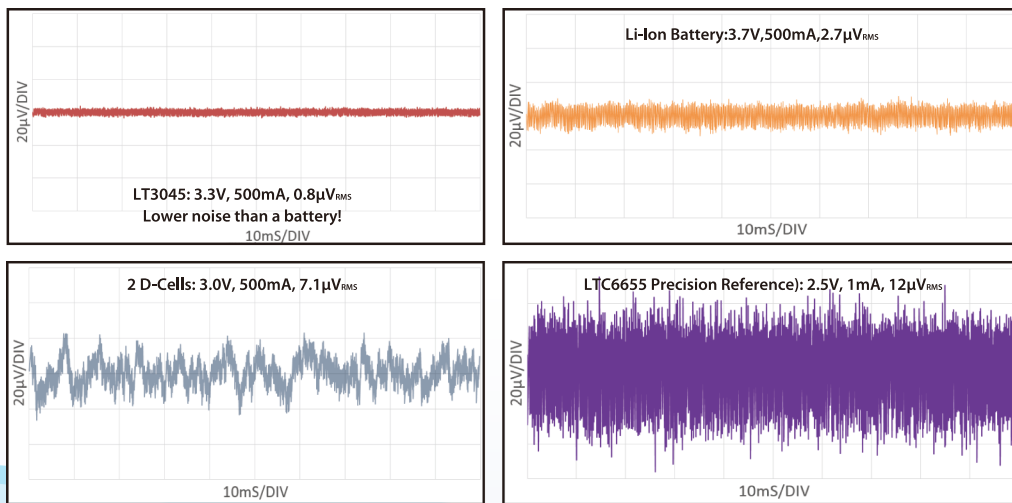 20μV/DIV
LT3045: 3.3V, 500mA, 0.8μVRMS
Lower noise than a battery!
10mS/DIV
Li-Ion Battery:3.7V,500mA,2.7μVRMS
20μV/DIV
10mS/DIV
2 D-Cells: 3.0V, 500mA, 7.1μVRMS
20μV/DIV
10mS/DIV
LTC6655 Precision Reference): 2.5V, 1mA, 12μVRMS
20μV/DIV
10mS/DIV